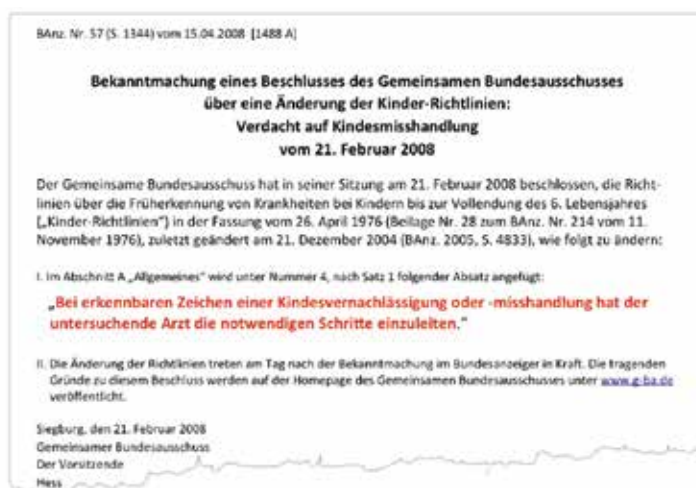 BAnz. Nr. 57 (S. 1344) vom 15.04.2008 [1488 A]
Bekanntmachung eines Beschlusses des Gemeinsamen Bundesausschusses
über eine Änderung der Kinder-Richtlinien:
Verdacht auf Kindesmisshandlung
vom 21. Februar 2008
Der Gemeinsame Bundesausschuss hat in seiner Sitzung am 21. Februar 2008 beschlossen, die Richt-
linien über die Früherkennung von Krankheiten bei Kindern bis zur Vollendung des 6. Lebensjahres
(„Kinder-Richtlinien“) in der Fassung vom 26. April 1976 (Beilage Nr. 28 zum BAnz. Nr. 214 vom 11.
November 1976), zuletzt geändert am 21. Dezember 2004 (BAnz. 2005, S. 4833), wie folgt zu ändern:
I. Im Abschnitt A „Allgemeines“ wird unter Nummer 4, nach Satz 1 folgender Absatz angefügt:
„Bei erkennbaren Zeichen einer Kindesvernachlässigung oder -misshandlung hat der
untersuchende Arzt die notwendigen Schritte einzuleiten.“
II. Die Änderung der Richtlinien treten am Tag nach der Bekanntmachung im Bundesanzeiger in Kraft. Die tragenden
Gründe zu diesem Beschluss werden auf der Homepage des Gemeinsamen Bundesausschusses unter www.g-ba.de
veröffentlicht.
Siegburg, den 21. Februar 2008
Gemeinsamer Bundesausschuss
Der Vorsitzende
Hess